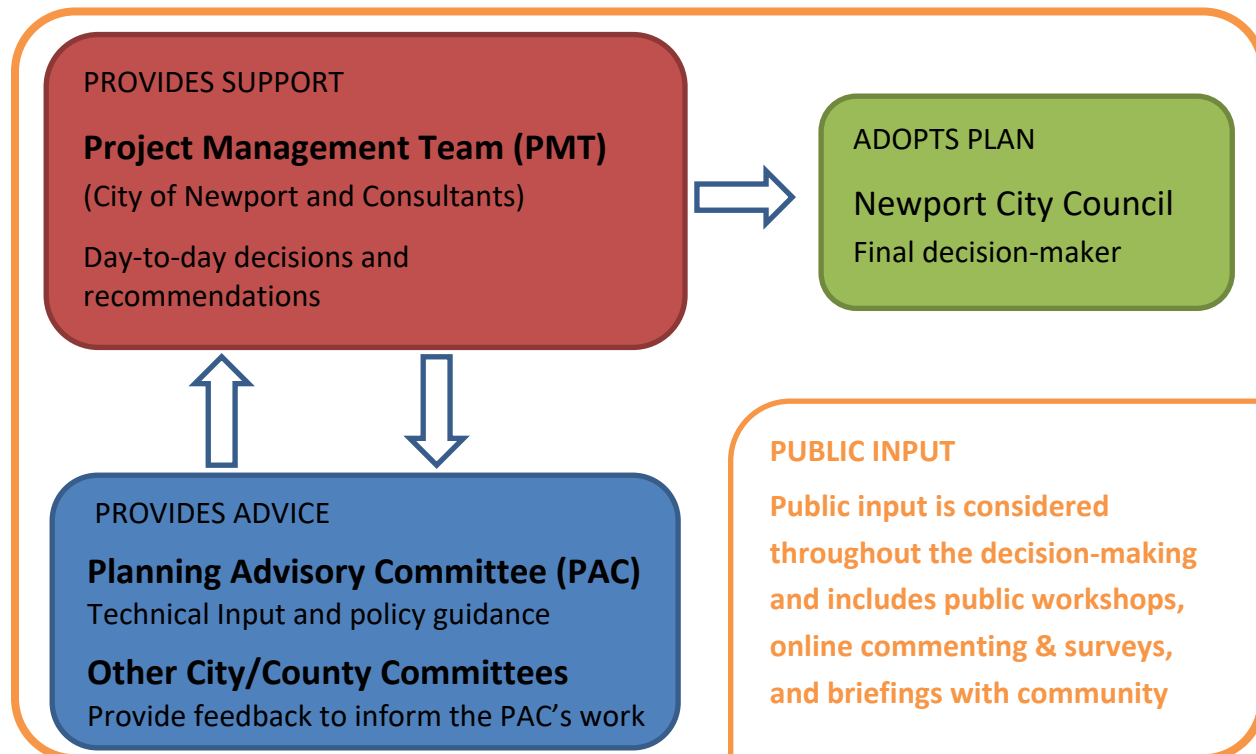 PROVIDES SUPPORT
Project Management Team (PMT)
(City of Newport and Consultants)
Day-to-day decisions and
recommendations
ADOPTS PLAN
Newport City Council
Final decision-maker
PROVIDES ADVICE
Planning Advisory Committee (PAC)
Technical Input and policy guidance
Other City/County Committees
Provide feedback to inform the PAC’s work
PUBLIC INPUT
Public input is considered
throughout the decision-making
and includes public workshops,
online commenting & surveys,
and briefings with community